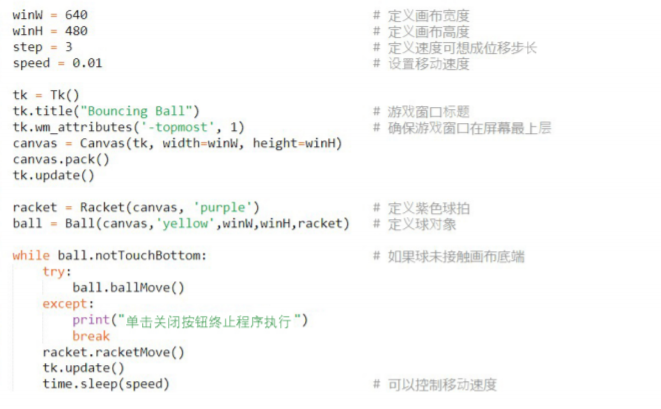 winW = 640                                # 定义画布宽度
winH = 480                                # 定义画布高度
step = 3                                  # 定义速度可想成位移步长
speed = 0.01                              # 设置移动速度

tk = Tk()
tk.title("Bouncing Ball")                 # 游戏窗口标题
tk.wm_attributes('-topmost', 1)           # 确保游戏窗口在屏幕最上层
canvas = Canvas(tk, width=winW, height=winH)
canvas.pack()
tk.update()

racket = Racket(canvas, 'purple')         # 定义紫色球拍
ball = Ball(canvas,'yellow',winW,winH,racket)   # 定义球对象

while ball.notTouchBottom:                # 如果球未接触画布底端
    try:
        ball.ballMove()
    except:
        print("单击关闭按钮终止程序执行")
        break
    racket.racketMove()
    tk.update()
    time.sleep(speed)                     # 可以控制移动速度